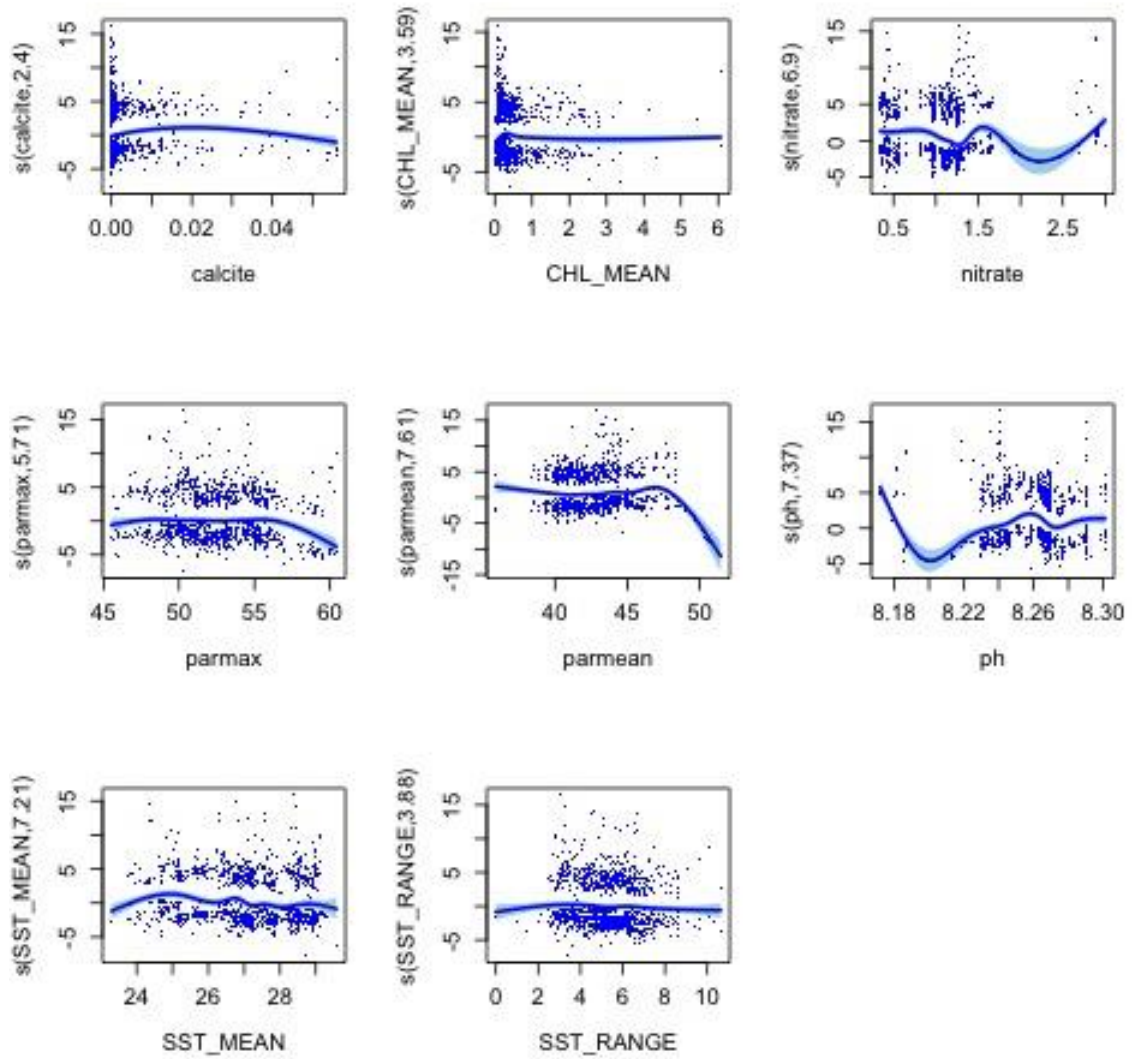 s(calcite,2.4)
15
5
-5
0.00 0.02 0.04
calcite
s(CHL_MEAN,3.59)
15
5
-5
0 1 2 3 4 5 6
CHL_MEAN
s(nitrate,6.9)
15
5
0
-5
0.5 1.5 2.5
nitrate
s(parmax,5.71)
15
5
-5
45 50 55 60
parmax
s(parmean,7.61)
15
5
-5
-15
40 45 50
parmean
s(ph,7.37)
15
5
0
-5
8.18 8.22 8.26 8.30
ph
s(SST_MEAN,7.21)
15
5
-5
24 26 28
SST_MEAN
s(SST_RANGE,3.88)
15
5
-5
0 2 4 6 8 10
SST_RANGE